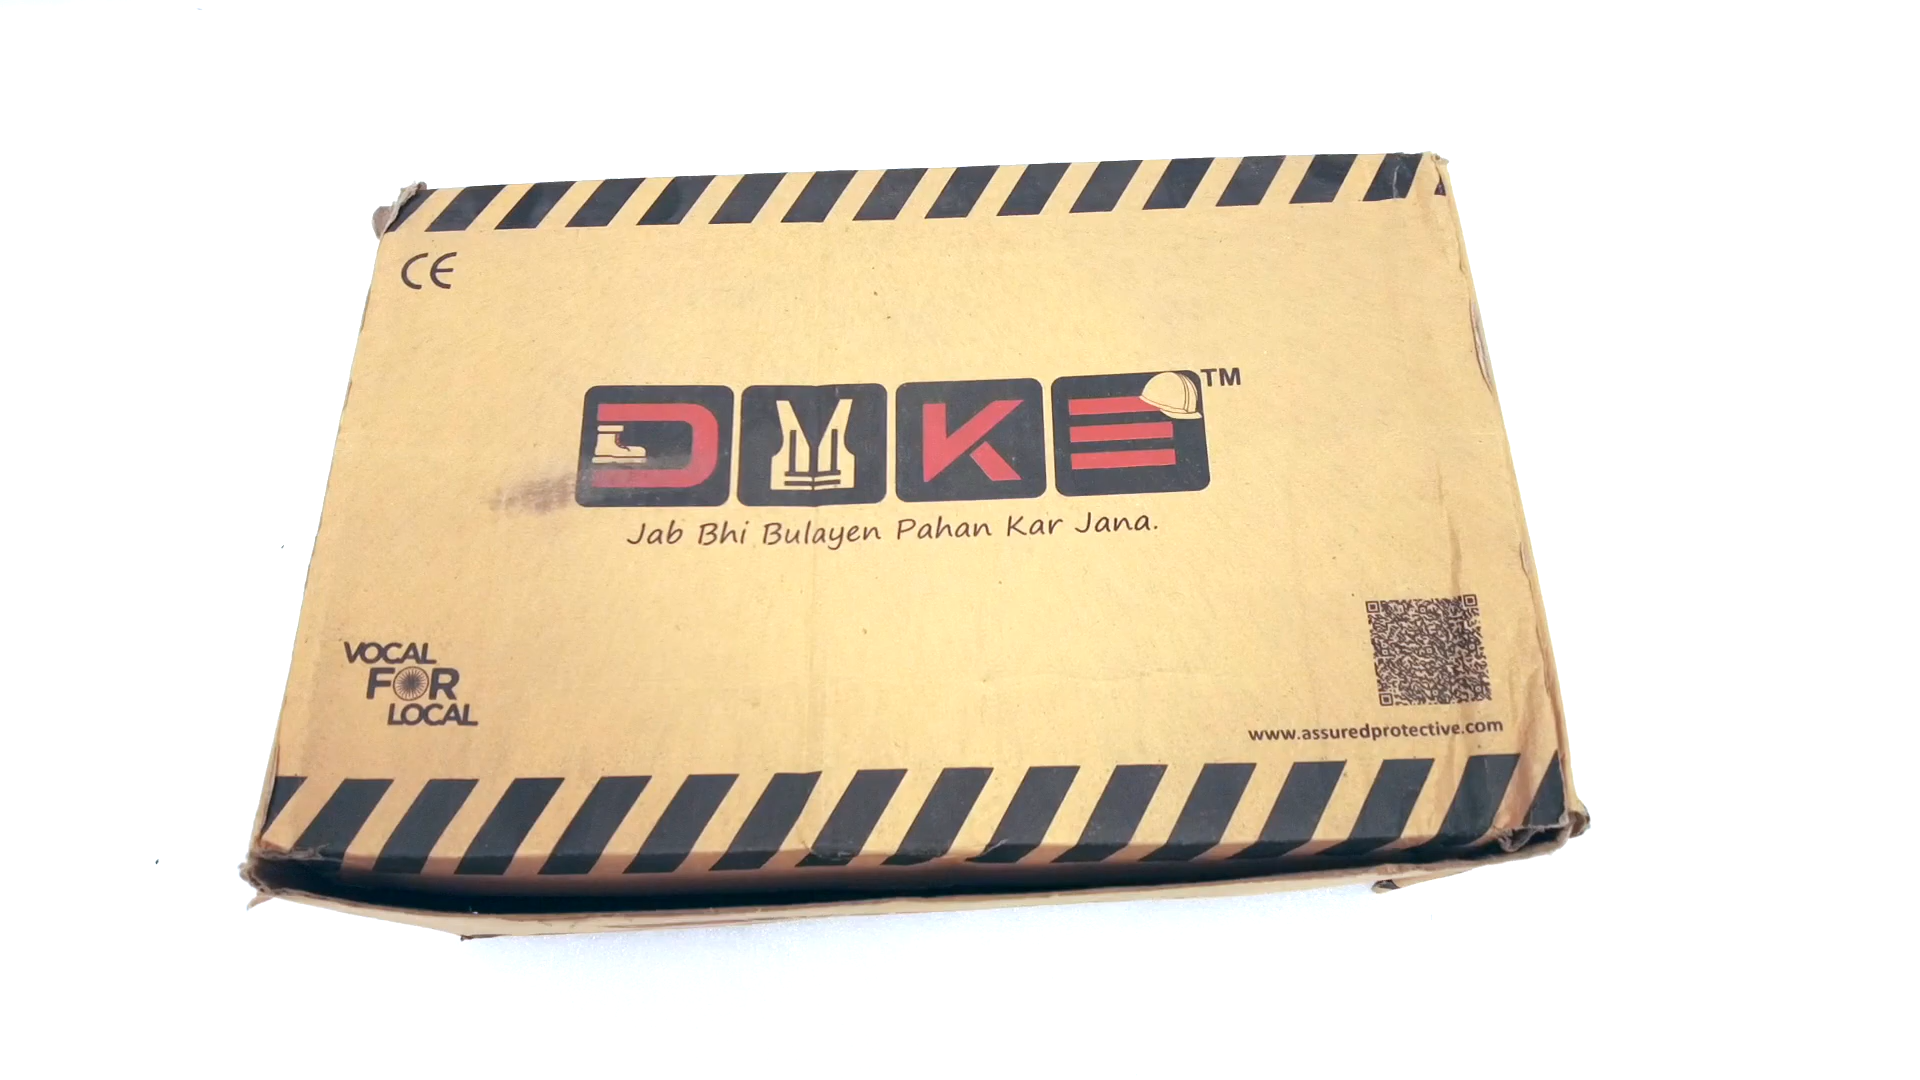 CE
DYKE™
Jab Bhi Bulayen Pahan Kar Jana.
VOCAL
FOR
LOCAL
www.assuredprotective.com